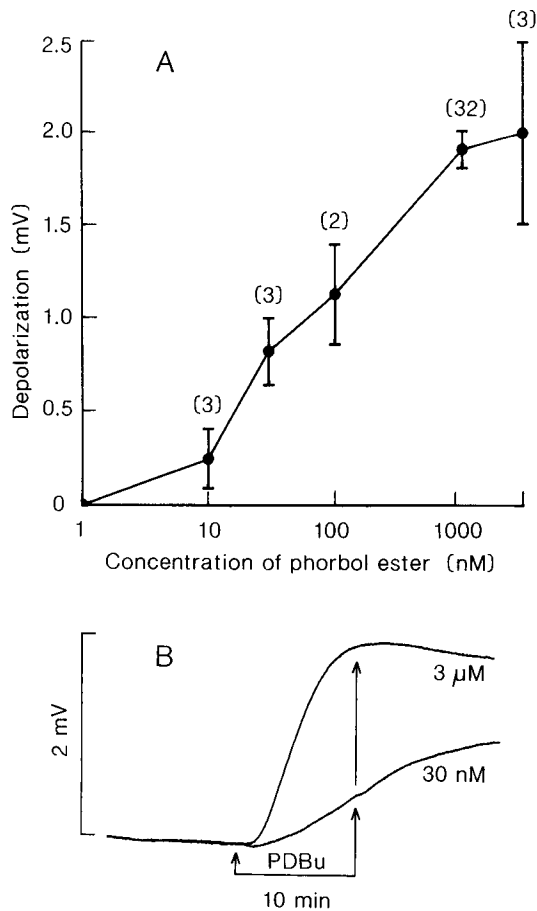 A
2.5
2.0
1.5
1.0
0.5
0
Depolarization (mV)
(3)
(3)
(2)
(32)
(3)
1
10
100
1000
Concentration of phorbol ester (nM)
B
2 mV
3 µM
30 nM
PDBu
10 min